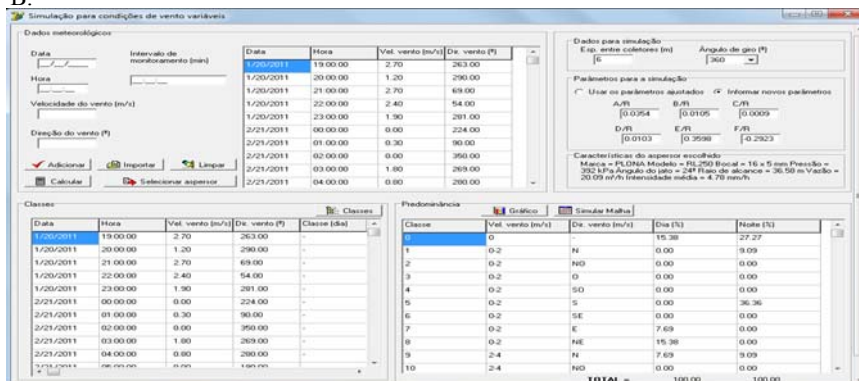 B.
Simulação para condições de vento variáveis
Dados meteorológicos
Data
Intervalo de monitoramento (min)
Hora
Velocidade do vento (m/s)
Direção do vento (º)
Adicionar Importar Limpar
Calcular Selecionar aspersor
Data Hora Vel. vento (m/s) Dir. vento (º)
1/20/2011 19:00:00 2.70 263.00
1/20/2011 20:00:00 1.20 290.00
1/20/2011 21:00:00 2.70 69.00
1/20/2011 22:00:00 2.40 54.00
1/20/2011 23:00:00 1.90 281.00
2/21/2011 00:00:00 0.00 224.00
2/21/2011 01:00:00 0.30 90.00
2/21/2011 02:00:00 0.00 350.00
2/21/2011 03:00:00 1.80 269.00
2/21/2011 04:00:00 0.80 280.00
Dados para simulação
Esp. entre coletores (m) Ângulo de giro (º)
6 360
Parâmetros para a simulação
Usar os parâmetros ajustados Informar novos parâmetros
A/R B/R C/R
0.0354 0.0105 0.0009
D/R E/R F/R
0.0103 0.3598 -0.2923
Características do aspersor escolhido
Marca = PLONA Modelo = RL250 Bocal = 16 x 5 mm Pressão =
392 kPa Ângulo do jato = 24º Raio de alcance = 36.58 m Vazão =
20.09 m³/h Intensidade média = 4.78 mm/h
Classes
Classes
Data Hora Vel. vento (m/s) Dir. vento (º) Classe (dia)
1/20/2011 19:00:00 2.70 263.00 -
1/20/2011 20:00:00 1.20 290.00 -
1/20/2011 21:00:00 2.70 69.00 -
1/20/2011 22:00:00 2.40 54.00 -
1/20/2011 23:00:00 1.90 281.00 -
2/21/2011 00:00:00 0.00 224.00 -
2/21/2011 01:00:00 0.30 90.00 -
2/21/2011 02:00:00 0.00 350.00 -
2/21/2011 03:00:00 1.80 269.00 -
2/21/2011 04:00:00 0.80 280.00 -
Predominância
Gráfico Simular Malha
Classe Vel. vento (m/s) Dir. vento (m/s) Dia (%) Noite (%)
0 0 - 15.38 27.27
1 0-2 N 0.00 9.09
2 0-2 NO 0.00 0.00
3 0-2 O 0.00 0.00
4 0-2 SO 0.00 0.00
5 0-2 S 0.00 36.36
6 0-2 SE 0.00 0.00
7 0-2 E 7.69 0.00
8 0-2 NE 15.38 0.00
9 2-4 N 7.69 9.09
10 2-4 NO 0.00 0.00
TOTAL = 100.00 100.00